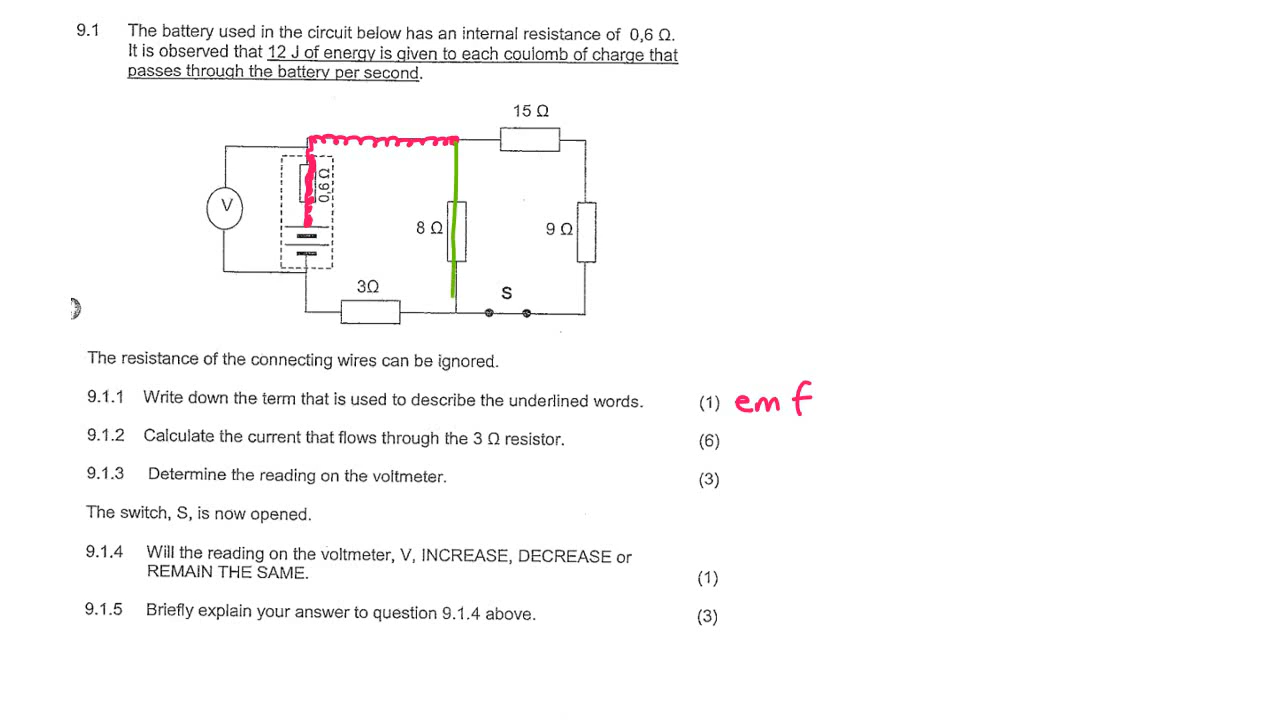 9.1 The battery used in the circuit below has an internal resistance of 0,6 Ω.
It is observed that 12 J of energy is given to each coulomb of charge that
passes through the battery per second.
15 Ω
V
0,6 Ω
8 Ω
9 Ω
3Ω
S
The resistance of the connecting wires can be ignored.
9.1.1 Write down the term that is used to describe the underlined words. (1) emf
9.1.2 Calculate the current that flows through the 3 Ω resistor. (6)
9.1.3 Determine the reading on the voltmeter. (3)
The switch, S, is now opened.
9.1.4 Will the reading on the voltmeter, V, INCREASE, DECREASE or
REMAIN THE SAME. (1)
9.1.5 Briefly explain your answer to question 9.1.4 above. (3)